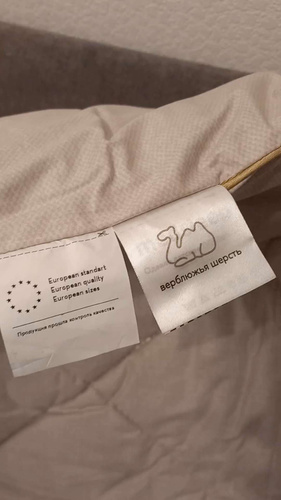 European standart
European quality
European sizes
Продукция прошла контроль качества
верблюжья шерсть